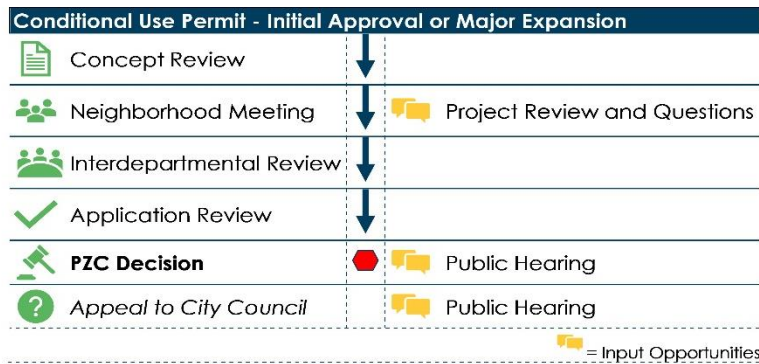 Conditional Use Permit - Initial Approval or Major Expansion
Concept Review
Neighborhood Meeting Project Review and Questions
Interdepartmental Review
Application Review
PZC Decision Public Hearing
? Appeal to City Council Public Hearing
= Input Opportunities